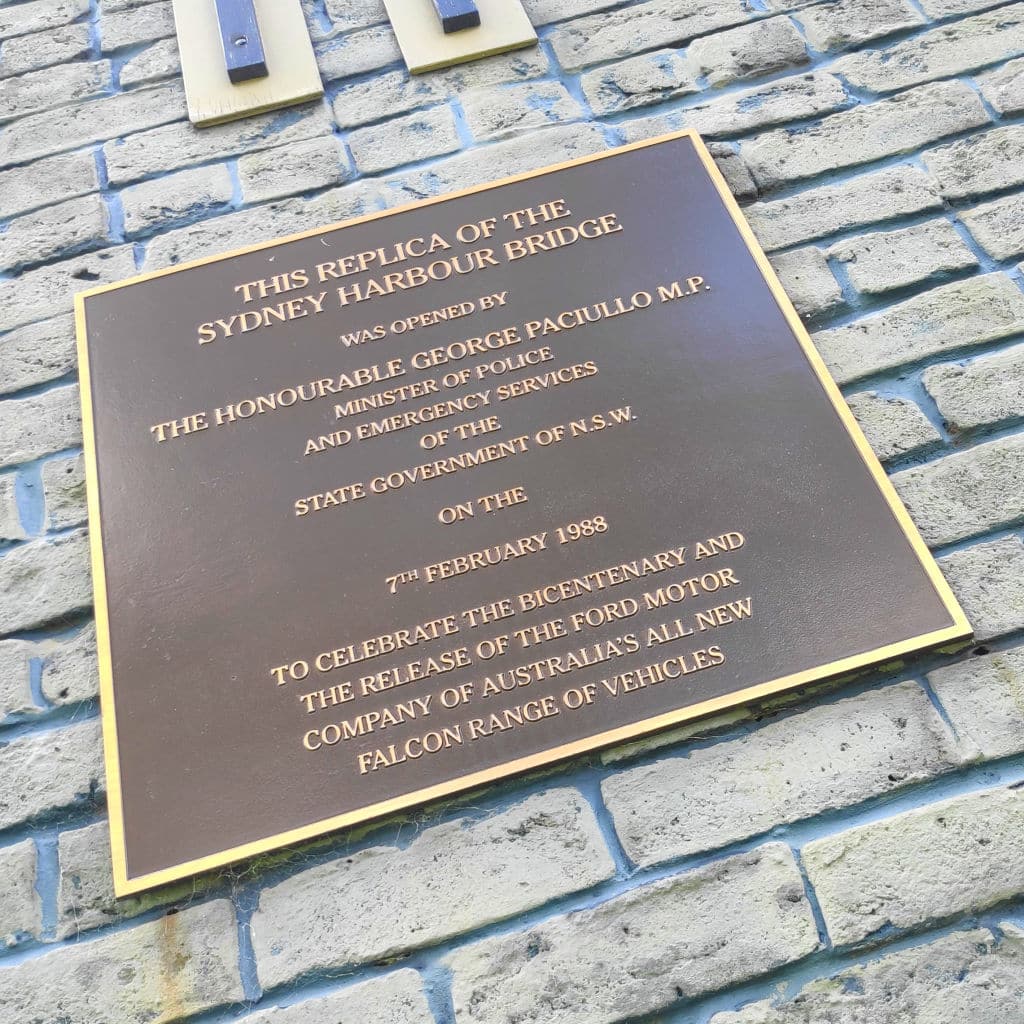 THIS REPLICA OF THE
SYDNEY HARBOUR BRIDGE
WAS OPENED BY
THE HONOURABLE GEORGE PACIULLO M.P.
MINISTER OF POLICE
AND EMERGENCY SERVICES
OF THE
STATE GOVERNMENT OF N.S.W.
ON THE
7TH FEBRUARY 1988
TO CELEBRATE THE BICENTENARY AND
THE RELEASE OF THE FORD MOTOR
COMPANY OF AUSTRALIA'S ALL NEW
FALCON RANGE OF VEHICLES